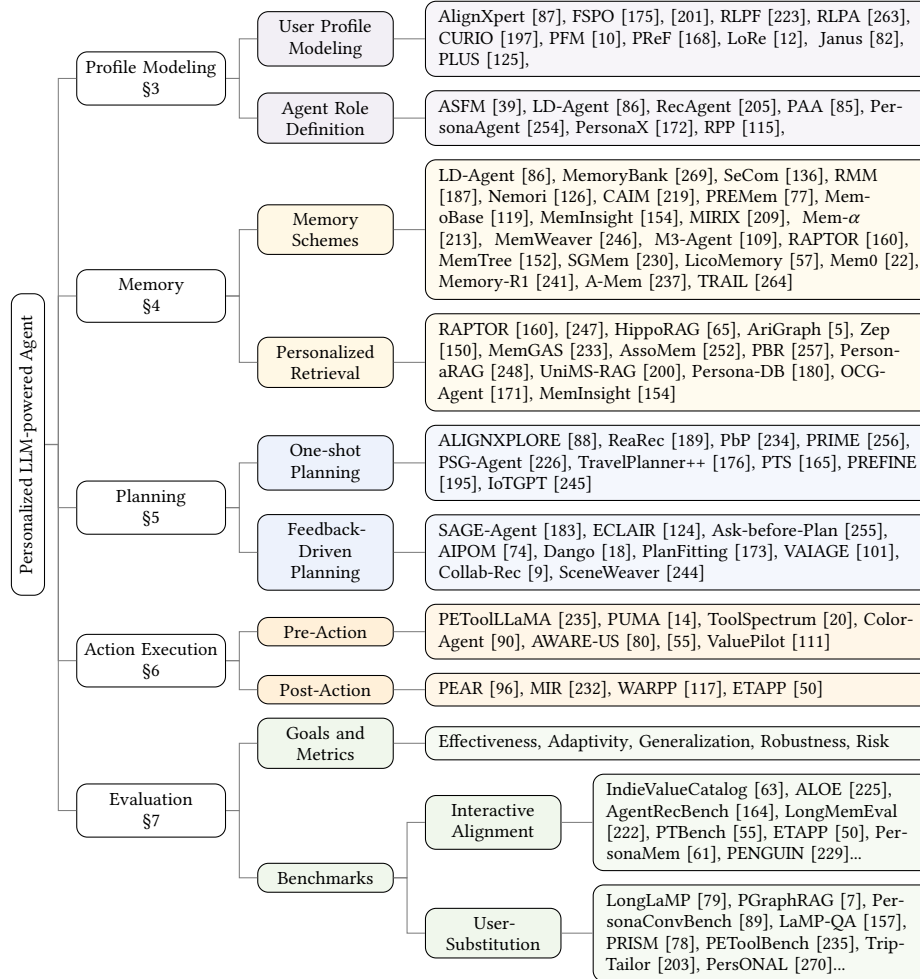 Personalized LLM-powered Agent
Profile Modeling
§3
User Profile
Modeling
AlignXpert [87], FSPO [175], [201], RLPF [223], RLPA [263],
CURIO [197], PFM [10], PReF [168], LoRe [12], Janus [82],
PLUS [125],
Agent Role
Definition
ASFM [39], LD-Agent [86], RecAgent [205], PAA [85], Per-
sonaAgent [254], PersonaX [172], RPP [115],
Memory
§4
Memory
Schemes
LD-Agent [86], MemoryBank [269], SeCom [136], RMM
[187], Nemori [126], CAIM [219], PREMem [77], Mem-
oBase [119], MemInsight [154], MIRIX [209], Mem-α
[213], MemWeaver [246], M3-Agent [109], RAPTOR [160],
MemTree [152], SGMem [230], LicoMemory [57], Mem0 [22],
Memory-R1 [241], A-Mem [237], TRAIL [264]
Personalized
Retrieval
RAPTOR [160], [247], HippoRAG [65], AriGraph [5], Zep
[150], MemGAS [233], AssoMem [252], PBR [257], Person-
aRAG [248], UniMS-RAG [200], Persona-DB [180], OCG-
Agent [171], MemInsight [154]
Planning
§5
One-shot
Planning
ALIGNXPLORE [88], ReaRec [189], PbP [234], PRIME [256],
PSG-Agent [226], TravelPlanner++ [176], PTS [165], PREFINE
[195], IoTGPT [245]
Feedback-
Driven
Planning
SAGE-Agent [183], ECLAIR [124], Ask-before-Plan [255],
AIPOM [74], Dango [18], PlanFitting [173], VAIAGE [101],
Collab-Rec [9], SceneWeaver [244]
Action Execution
§6
Pre-Action
PEToolLLaMA [235], PUMA [14], ToolSpectrum [20], Color-
Agent [90], AWARE-US [80], [55], ValuePilot [111]
Post-Action
PEAR [96], MIR [232], WARPP [117], ETAPP [50]
Evaluation
§7
Goals and
Metrics
Effectiveness, Adaptivity, Generalization, Robustness, Risk
Benchmarks
Interactive
Alignment
IndieValueCatalog [63], ALOE [225],
AgentRecBench [164], LongMemEval
[222], PTBench [55], ETAPP [50], Per-
sonaMem [61], PENGUIN [229]...
User-
Substitution
LongLaMP [79], PGraphRAG [7], Per-
sonaConvBench [89], LaMP-QA [157],
PRISM [78], PEToolBench [235], Trip-
Tailor [203], PersONAL [270]...